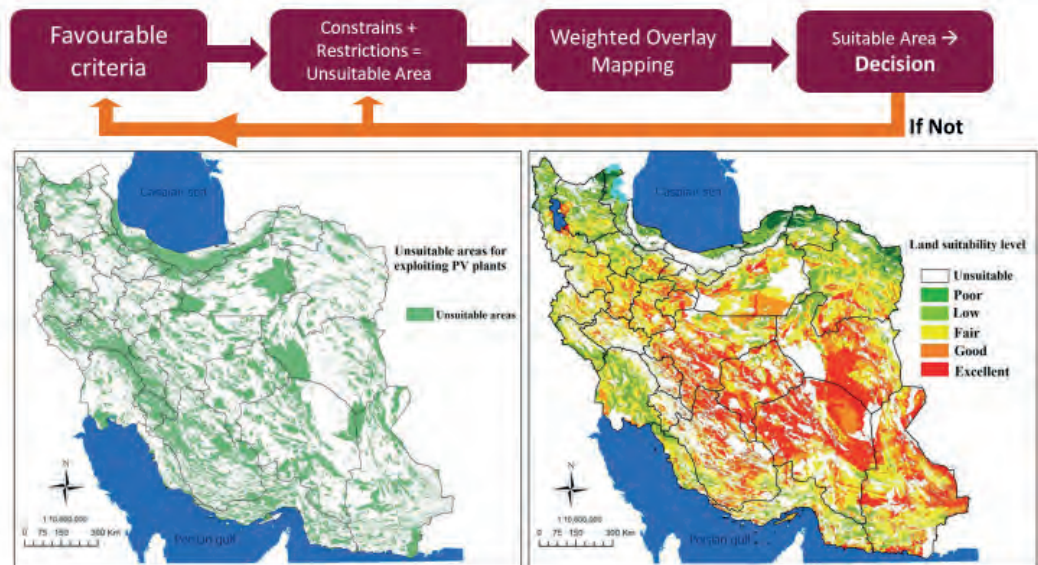 Favourable
criteria
Constrains +
Restrictions =
Unsuitable Area
Weighted Overlay
Mapping
Suitable Area →
Decision
If Not
Caspian sea
Unsuitable areas for
exploiting PV plants
Unsuitable areas
N
1:10,600,000
0 75 150 300 Km
Persian gulf
Caspian sea
Land suitability level
Unsuitable
Poor
Low
Fair
Good
Excellent
N
1:10,600,000
0 75 150 300 Km
Persian gulf